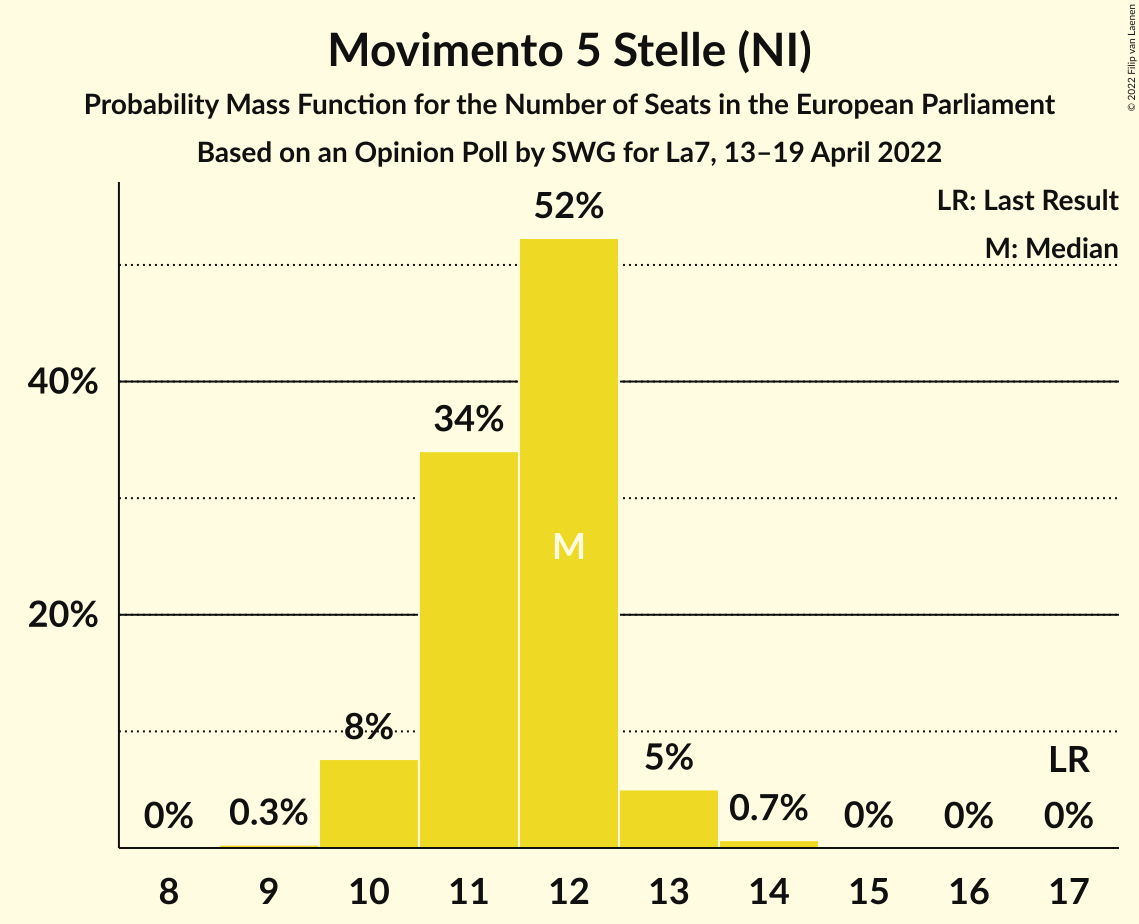 Movimento 5 Stelle (NI)
Probability Mass Function for the Number of Seats in the European Parliament
Based on an Opinion Poll by SWG for La7, 13–19 April 2022
© 2022 Filip van Laenen
LR: Last Result
M: Median
52%
40%
34%
M
20%
8%
5%
LR
0%
0.3%
0.7%
0%
0%
0%
8 9 10 11 12 13 14 15 16 17